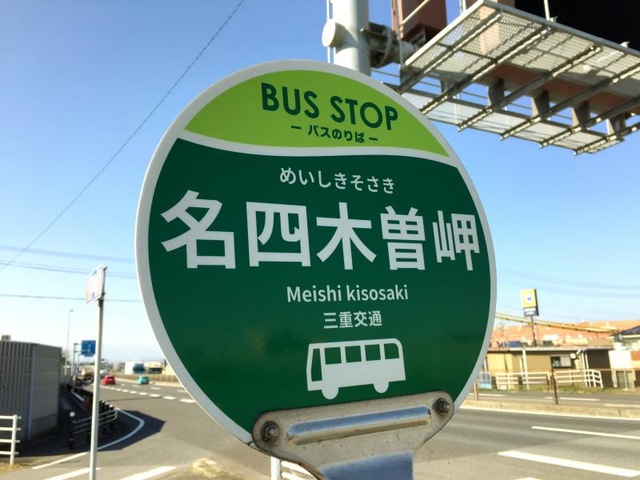 BUS STOP
ーバスのりばー
めいしきそさき
名四木曽岬
Meishi kisosaki
三重交通